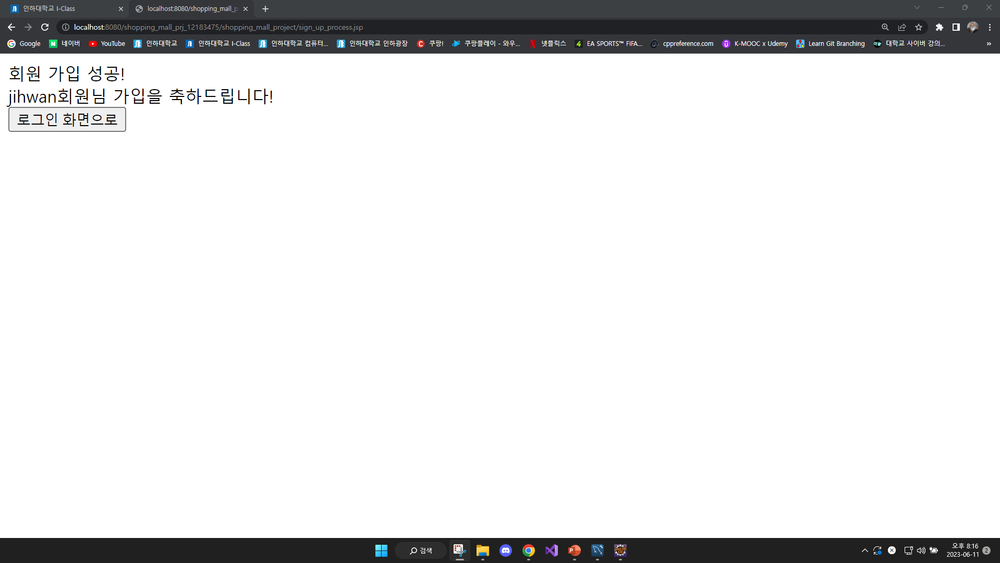 인하대학교 I-Class
localhost:8080/shopping_mall_p
localhost:8080/shopping_mall_prj_12183475/shopping_mall_project/sign_up_process.jsp
Google 네이버 YouTube 인하대학교 인하대학교 I-Class 인하대학교 컴퓨터... 인하대학교 인하광장 쿠팡! 쿠팡플레이 - 와우... 넷플릭스 EA SPORTS™ FIFA... cppreference.com K-MOOC x Udemy Learn Git Branching 대학교 사이버 강의... »
회원 가입 성공!
jihwan회원님 가입을 축하드립니다!
로그인 화면으로
검색
오후 8:16
2023-06-11
2